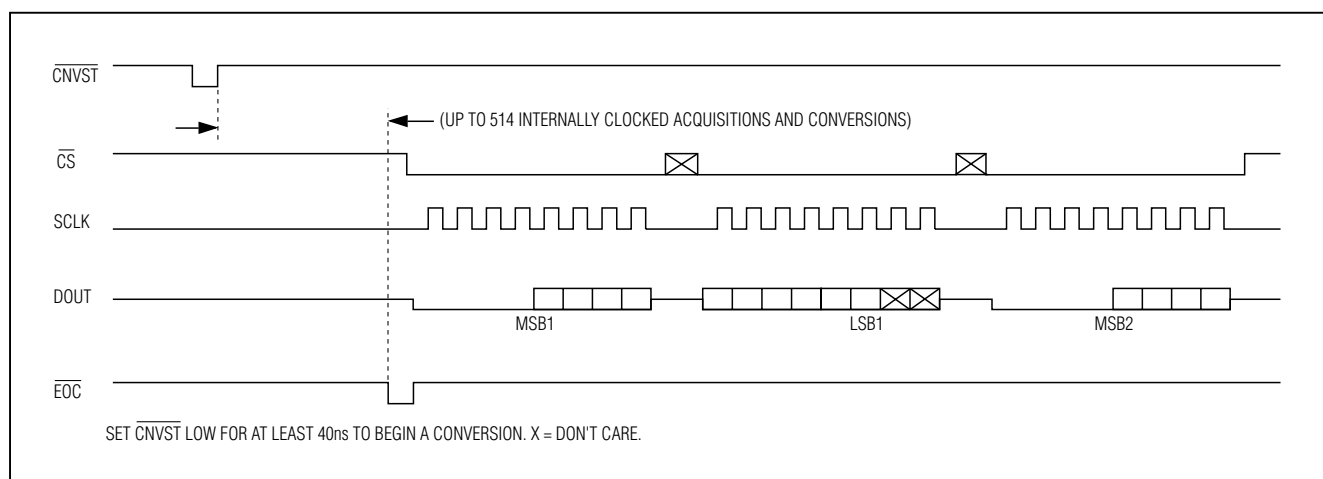 CNVST
(UP TO 514 INTERNALLY CLOCKED ACQUISITIONS AND CONVERSIONS)
CS
SCLK
DOUT
MSB1 LSB1 MSB2
EOC
SET CNVST LOW FOR AT LEAST 40ns TO BEGIN A CONVERSION. X = DON'T CARE.